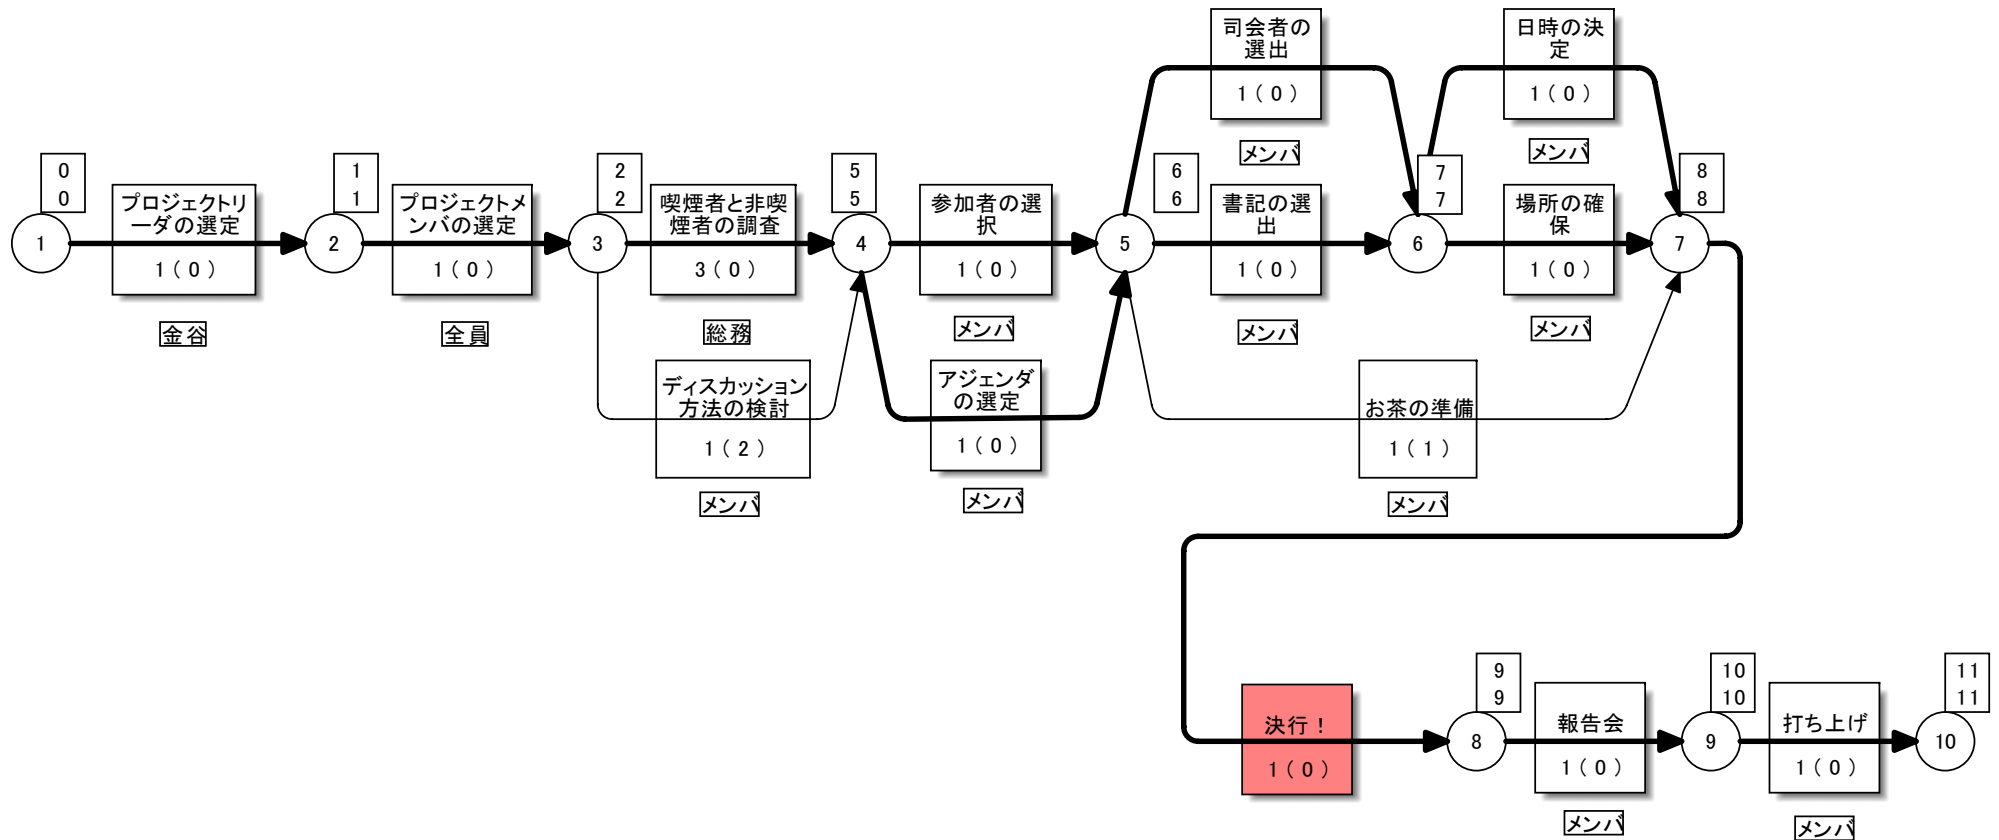 司会者の
選出
1(0)
メンバ
日時の決
定
1(0)
メンバ
0
0
1
プロジェクトリ
ーダの選定
1(0)
金谷
1
1
2
プロジェクトメ
ンバの選定
1(0)
全員
2
2
3
喫煙者と非喫
煙者の調査
3(0)
総務
5
5
4
参加者の選
択
1(0)
メンバ
6
6
5
書記の選
出
1(0)
メンバ
7
7
6
場所の確
保
1(0)
メンバ
8
8
7
ディスカッション
方法の検討
1(2)
メンバ
アジェンダ
の選定
1(0)
メンバ
お茶の準備
1(1)
メンバ
決行!
1(0)
9
9
8
報告会
1(0)
メンバ
10
10
9
打ち上げ
1(0)
メンバ
11
11
10